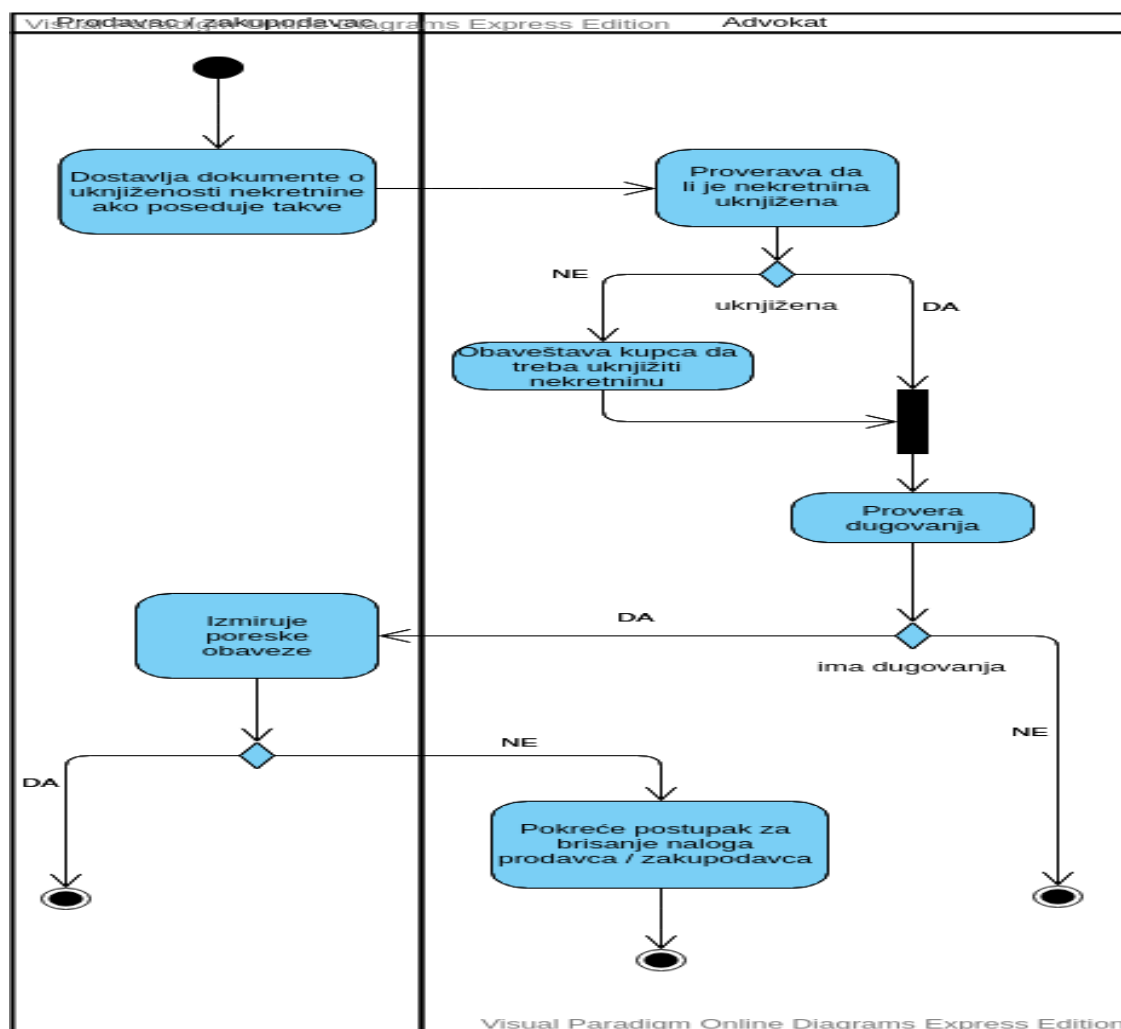 Prodavac / zakupodavac
Visual Paradigm Online Diagrams Express Edition
Advokat
Dostavlja dokumente o
uknjiženosti nekretnine
ako poseduje takve
Proverava da
li je nekretnina
uknjižena
NE
uknjižena
DA
Obaveštava kupca da
treba uknjižiti
nekretninu
Provera
dugovanja
Izmiruje
poreske
obaveze
DA
ima dugovanja
NE
NE
DA
Pokreće postupak za
brisanje naloga
prodavca / zakupodavca
Visual Paradigm Online Diagrams Express Edition